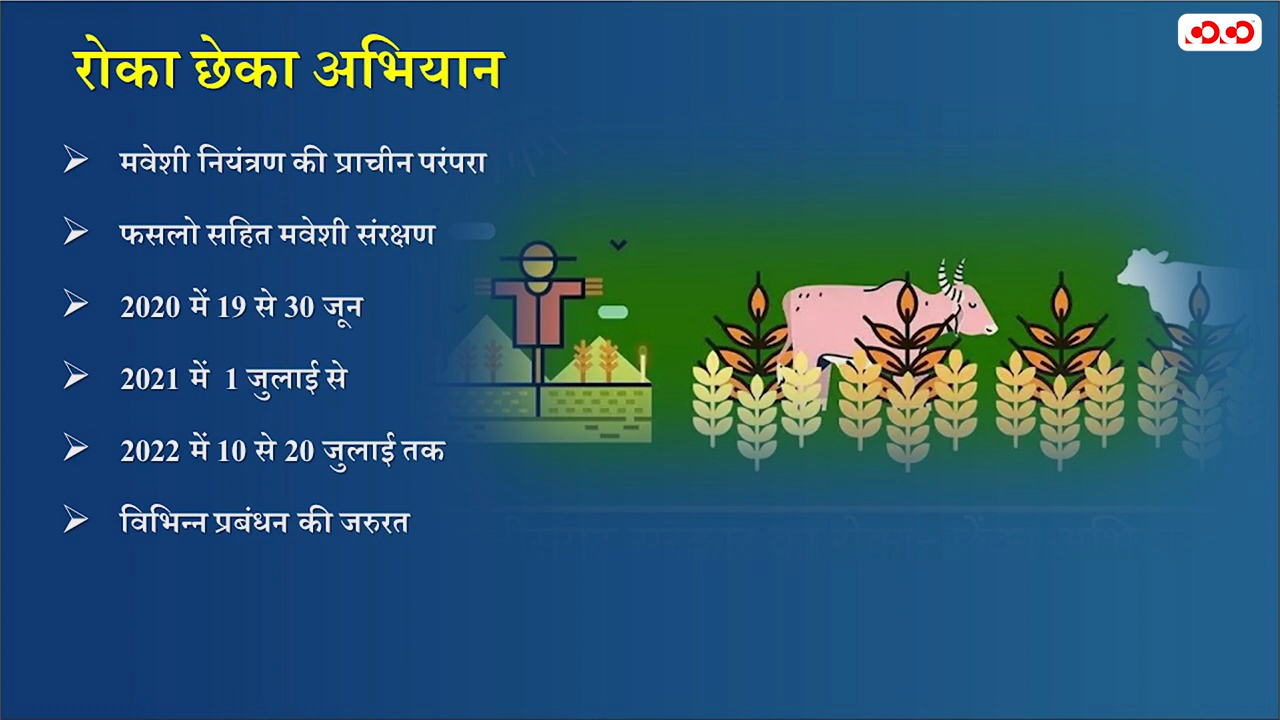 रोका छेका अभियान
मवेशी नियंत्रण की प्राचीन परंपरा
फसलो सहित मवेशी संरक्षण
2020 में 19 से 30 जून
2021 में 1 जुलाई से
2022 में 10 से 20 जुलाई तक
विभिन्न प्रबंधन की जरुरत